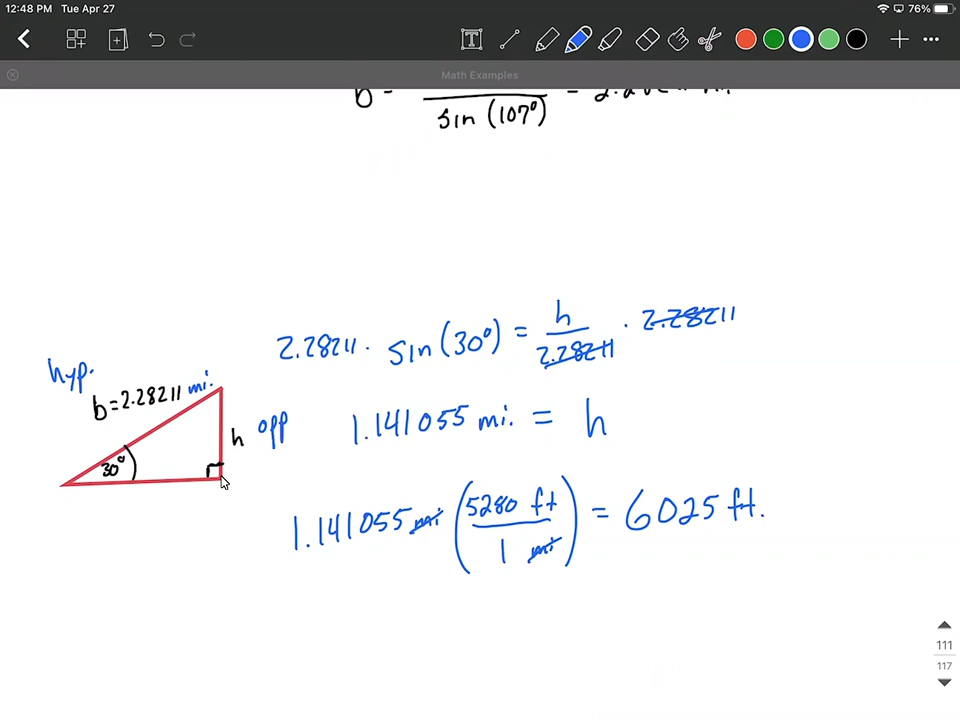 12:48 PM Tue Apr 27
76%
T
Math Examples
b =
sin (107°)
2.28211 · sin (30°) = h / 2.28211 · 2.28211
hyp.
b=2.28211 mi.
h
opp
30°
1.141055 mi. = h
1.141055 mi (5280 ft / 1 mi) = 6025 ft.
111
117